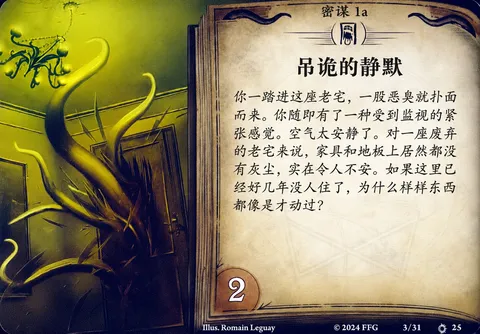 密谋 1a
吊诡的静默
你一踏进这座老宅，一股恶臭就扑面
而来。你随即有了一种受到监视的紧
张感觉。空气太安静了。对一座废弃
的老宅来说，家具和地板上居然都没
有灰尘，实在令人不安。如果这里已
经好几年没人住了，为什么样样东西
都像是才动过？
2
Illus. Romain Leguay
© 2024 FFG
3/31
25